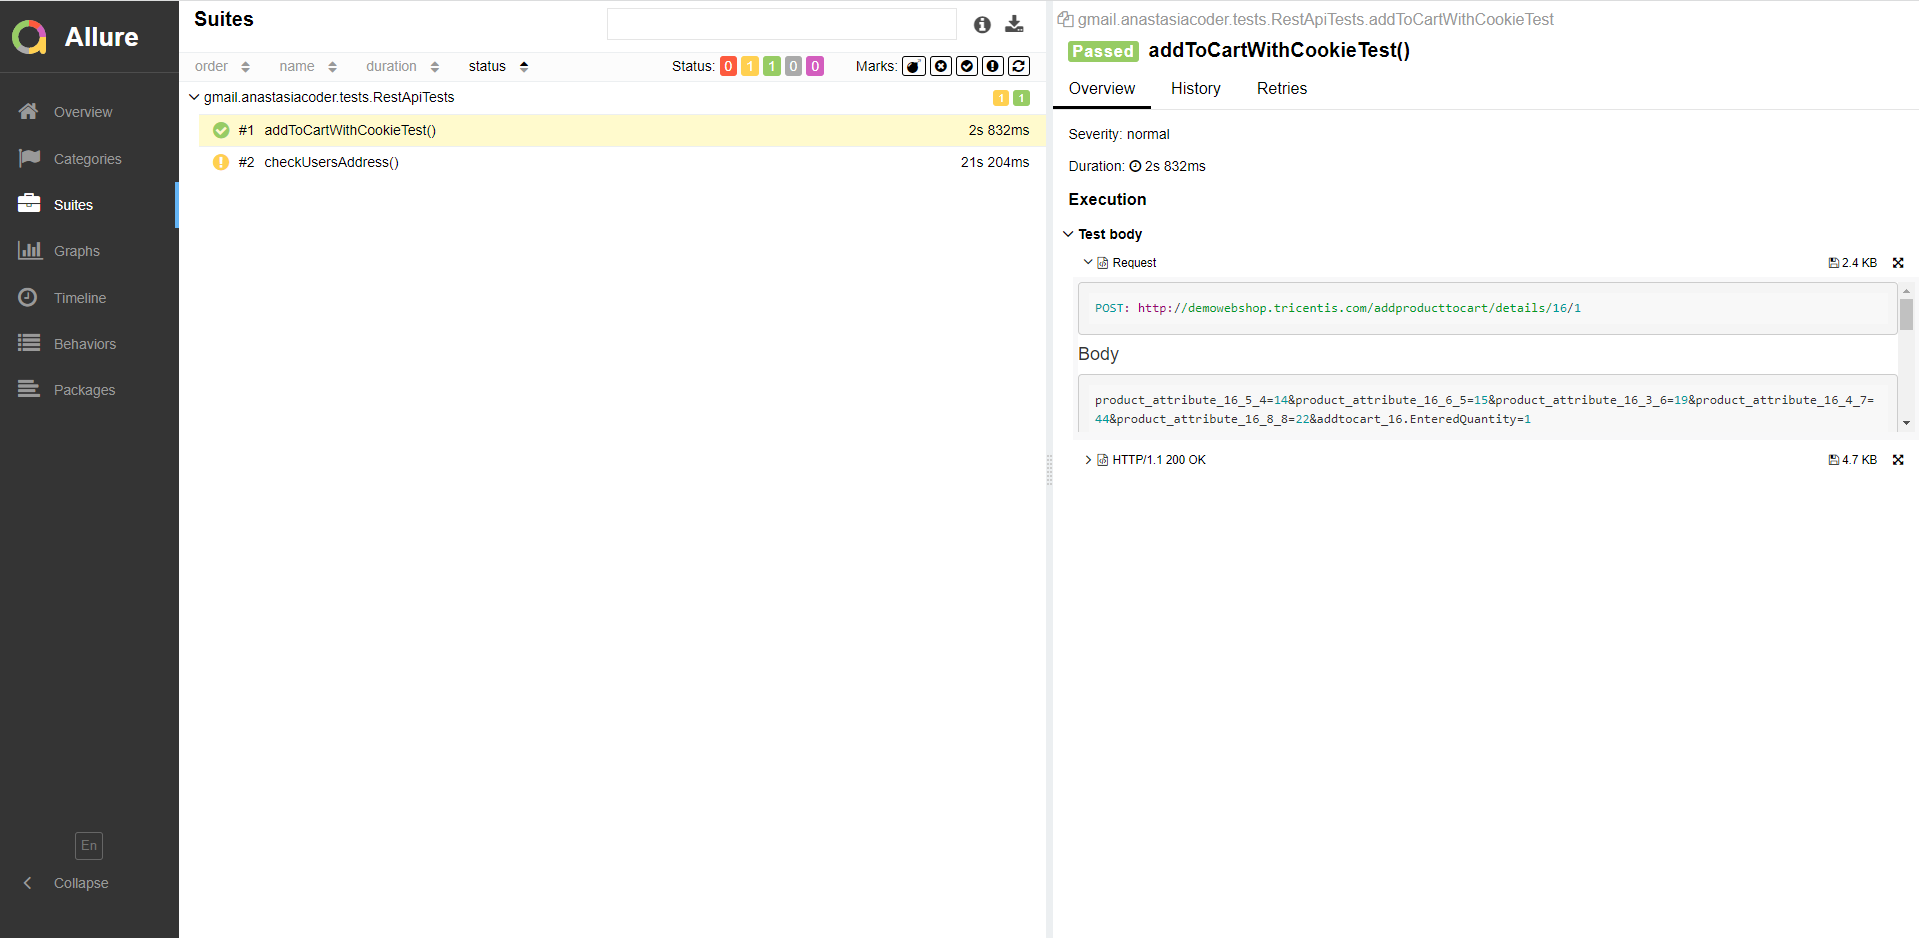 Allure
Overview
Categories
Suites
Graphs
Timeline
Behaviors
Packages
En
Collapse
Suites
order name duration status Status: 0 1 1 0 0 Marks:
gmail.anastasiacoder.tests.RestApiTests 1 1
#1 addToCartWithCookieTest() 2s 832ms
#2 checkUsersAddress() 21s 204ms
gmail.anastasiacoder.tests.RestApiTests.addToCartWithCookieTest
Passed addToCartWithCookieTest()
Overview History Retries
Severity: normal
Duration: 2s 832ms
Execution
Test body
Request 2.4 KB
POST: http://demowebshop.tricentis.com/addproducttocart/details/16/1
Body
product_attribute_16_5_4=14&product_attribute_16_6_5=15&product_attribute_16_3_6=19&product_attribute_16_4_7=
44&product_attribute_16_8_8=22&addtocart_16.EnteredQuantity=1
HTTP/1.1 200 OK 4.7 KB